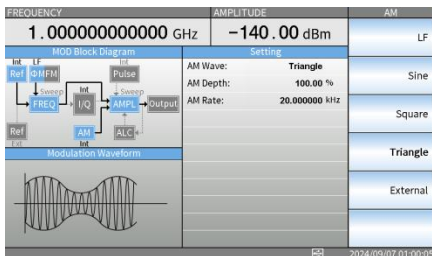 FREQUENCY
AMPLITUDE
AM
1.000000000000 GHz
-140.00 dBm
LF
MOD Block Diagram
Setting
Int LF Int
Ref ΦMFM Pulse
Sweep Int Sweep
FREQ I/Q AMPL Output
Ref AM ALC
Ext Int
AM Wave: Triangle
AM Depth: 100.00 %
AM Rate: 20.000000 kHz
Sine
Square
Triangle
External
Modulation Waveform
2024/09/07 01:00:05